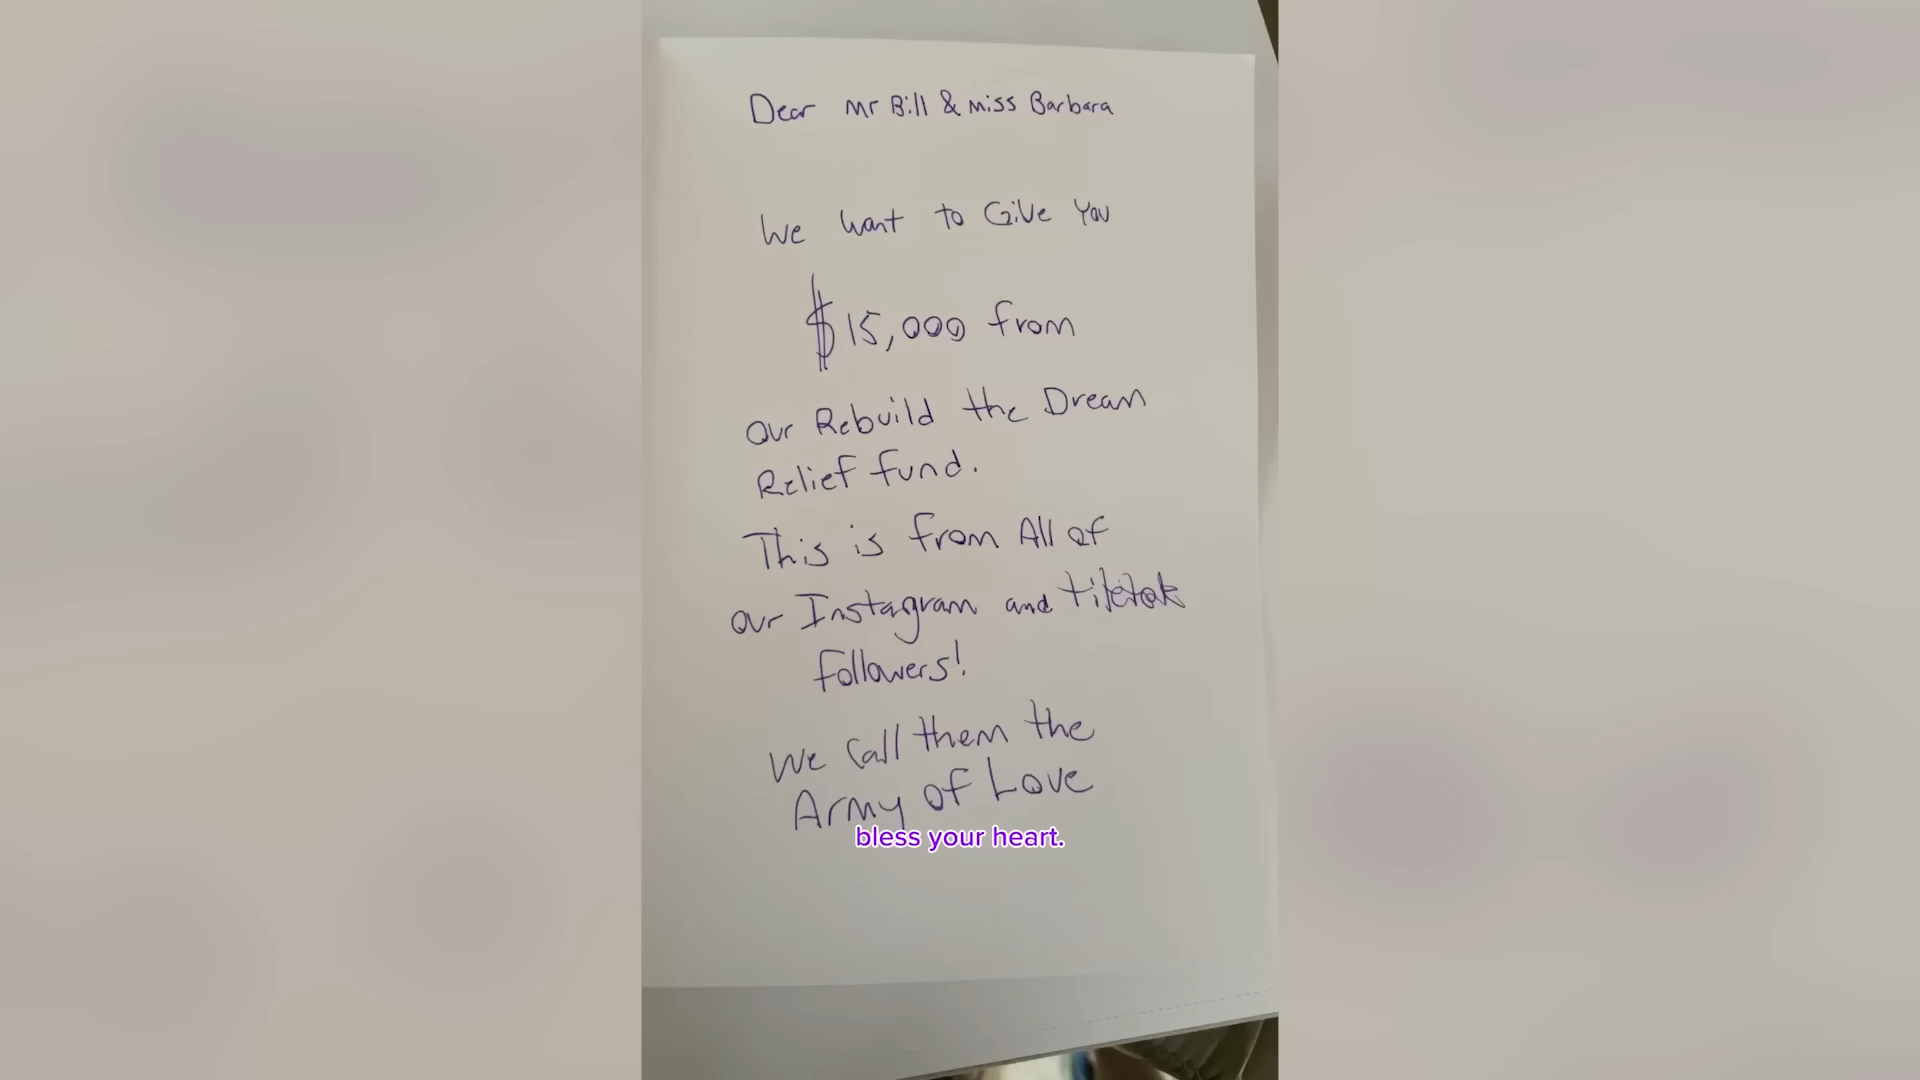 Dear Mr Bill & Miss Barbara
We want to Give You
$15,000 from
Our Rebuild the Dream
Relief fund.
This is from All of
our Instagram and tiktok
followers!
We Call them the
Army of Love
bless your heart.